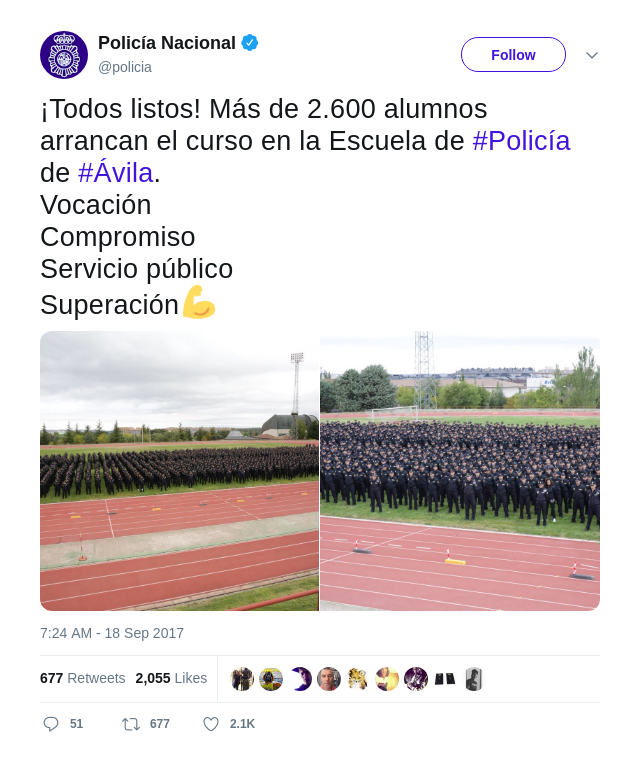 Policía Nacional
@policia
Follow
¡Todos listos! Más de 2.600 alumnos
arrancan el curso en la Escuela de #Policía
de #Ávila.
Vocación
Compromiso
Servicio público
Superación💪
7:24 AM - 18 Sep 2017
677 Retweets 2,055 Likes
51 677 2.1K